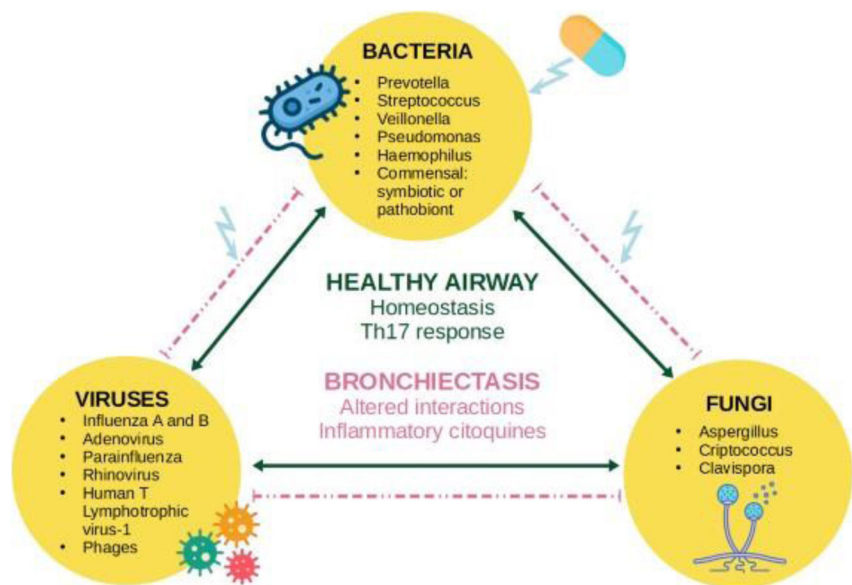 BACTERIA
• Prevotella
• Streptococcus
• Veillonella
• Pseudomonas
• Haemophilus
• Commensal:
symbiotic or
pathobiont
HEALTHY AIRWAY
Homeostasis
Th17 response
BRONCHIECTASIS
Altered interactions
Inflammatory citoquines
VIRUSES
• Influenza A and B
• Adenovirus
• Parainfluenza
• Rhinovirus
• Human T
Lymphotrophic
virus-1
• Phages
FUNGI
• Aspergillus
• Criptococcus
• Clavispora